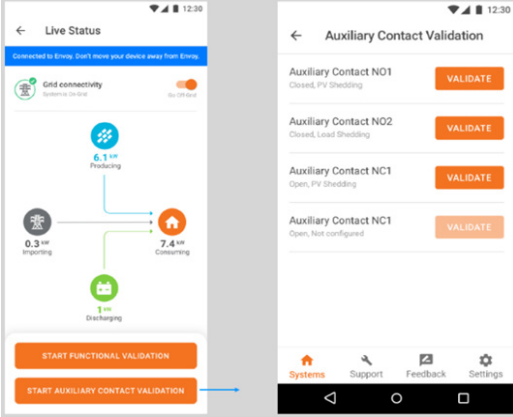 12:30
Live Status
Connected to Envoy. Don't move your device away from Envoy.
Grid connectivity
System is On Grid
Go Off-Grid
6.1 kW
Producing
0.3 kW
Importing
7.4 kW
Consuming
1 kW
Discharging
START FUNCTIONAL VALIDATION
START AUXILIARY CONTACT VALIDATION
12:30
Auxiliary Contact Validation
Auxiliary Contact NO1
Closed, PV Shedding
VALIDATE
Auxiliary Contact NO2
Closed, Load Shedding
VALIDATE
Auxiliary Contact NC1
Open, PV Shedding
VALIDATE
Auxiliary Contact NC1
Open, Not configured
VALIDATE
Systems
Support
Feedback
Settings